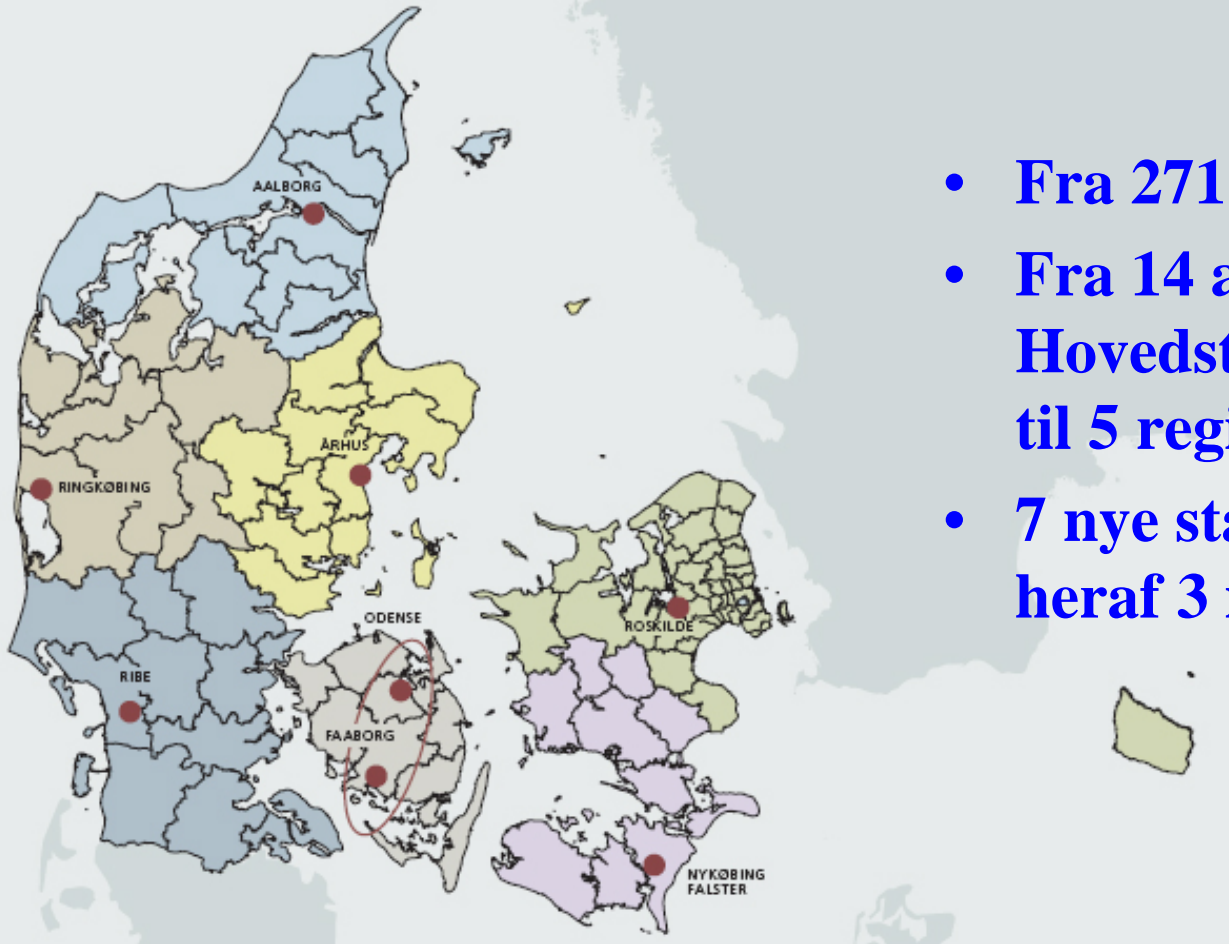 AALBORG
ÅRHUS
RINGKØBING
ODENSE
ROSKILDE
RIBE
FAABORG
NYKØBING
FALSTER
• Fra 271
• Fra 14 a
Hovedst
til 5 regi
• 7 nye sta
heraf 3